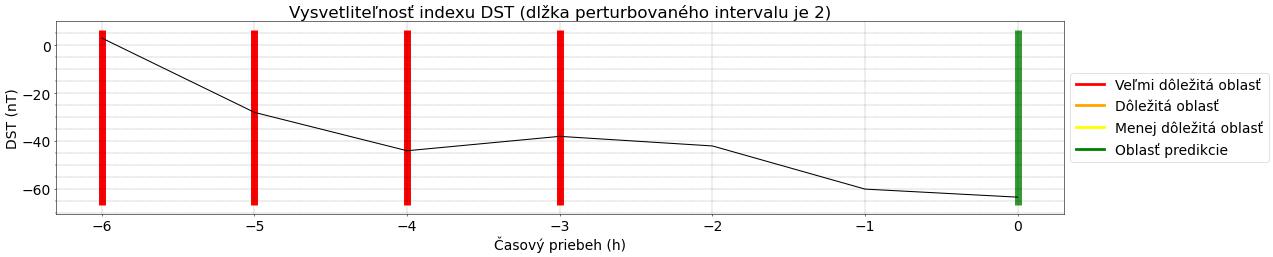 Vysvetliteľnosť indexu DST (dĺžka perturbovaného intervalu je 2)
DST (nT)
0
−20
−40
−60
−6
−5
−4
−3
−2
−1
0
Časový priebeh (h)
Veľmi dôležitá oblasť
Dôležitá oblasť
Menej dôležitá oblasť
Oblasť predikcie